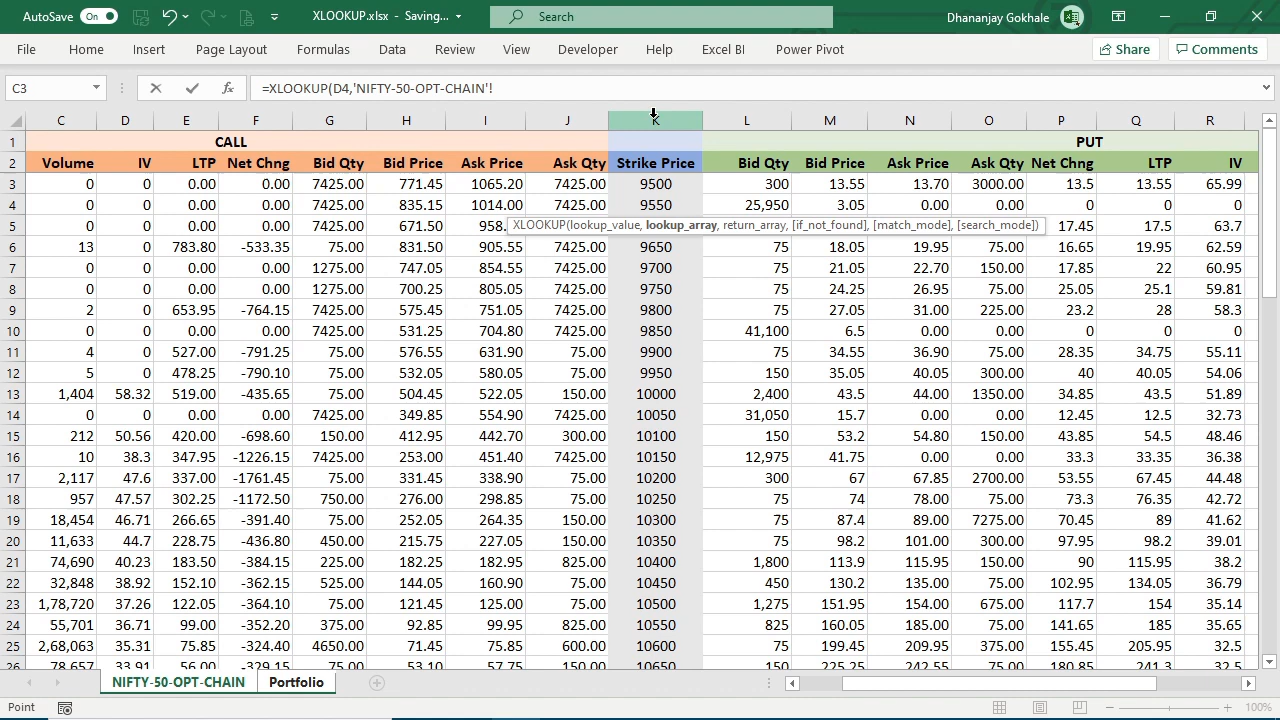 AutoSave On XLOOKUP.xlsx - Saving... Search Dhananjay Gokhale
File Home Insert Page Layout Formulas Data Review View Developer Help Excel BI Power Pivot Share Comments
C3 fx =XLOOKUP(D4,'NIFTY-50-OPT-CHAIN'!
C D E F G H I J K L M N O P Q R
1 CALL PUT
2 Volume IV LTP Net Chng Bid Qty Bid Price Ask Price Ask Qty Strike Price Bid Qty Bid Price Ask Price Ask Qty Net Chng LTP IV
3 0 0 0.00 0.00 7425.00 771.45 1065.20 7425.00 9500 300 13.55 13.70 3000.00 13.5 13.55 65.99
4 0 0 0.00 0.00 7425.00 835.15 1014.00 7425.00 9550 25,950 3.05 0.00 0.00 0 0 0
5 0 0 0.00 0.00 7425.00 671.50 958. XLOOKUP(lookup_value, lookup_array, return_array, [if_not_found], [match_mode], [search_mode]) 17.45 17.5 63.7
6 13 0 783.80 -533.35 75.00 831.50 905.55 75.00 9650 75 18.05 19.95 75.00 16.65 19.95 62.59
7 0 0 0.00 0.00 1275.00 747.05 854.55 7425.00 9700 75 21.05 22.70 150.00 17.85 22 60.95
8 0 0 0.00 0.00 1275.00 700.25 805.05 7425.00 9750 75 24.25 26.95 75.00 25.05 25.1 59.81
9 2 0 653.95 -764.15 7425.00 575.45 751.05 7425.00 9800 75 27.05 31.00 225.00 23.2 28 58.3
10 0 0 0.00 0.00 7425.00 531.25 704.80 7425.00 9850 41,100 6.5 0.00 0.00 0 0 0
11 4 0 527.00 -791.25 75.00 576.55 631.90 75.00 9900 75 34.55 36.90 75.00 28.35 34.75 55.11
12 5 0 478.25 -790.10 75.00 532.05 580.05 75.00 9950 150 35.05 40.05 300.00 40 40.05 54.06
13 1,404 58.32 519.00 -435.65 75.00 504.45 522.05 150.00 10000 2,400 43.5 44.00 1350.00 34.85 43.5 51.89
14 0 0 0.00 0.00 7425.00 349.85 554.90 7425.00 10050 31,050 15.7 0.00 0.00 12.45 12.5 32.73
15 212 50.56 420.00 -698.60 150.00 412.95 442.70 300.00 10100 150 53.2 54.80 150.00 43.85 54.5 48.46
16 10 38.3 347.95 -1226.15 7425.00 253.00 451.40 7425.00 10150 12,975 41.75 0.00 0.00 33.3 33.35 36.38
17 2,117 47.6 337.00 -1761.45 75.00 331.45 338.90 75.00 10200 300 67 67.85 2700.00 53.55 67.45 44.48
18 957 47.57 302.25 -1172.50 750.00 276.00 298.85 75.00 10250 75 74 78.00 75.00 73.3 76.35 42.72
19 18,454 46.71 266.65 -391.40 75.00 252.05 264.35 150.00 10300 75 87.4 89.00 7275.00 70.45 89 41.62
20 11,633 44.7 228.75 -436.80 450.00 215.75 227.05 150.00 10350 75 98.2 101.00 300.00 97.95 98.2 39.01
21 74,690 40.23 183.50 -384.15 225.00 182.25 192.95 825.00 10400 1,800 113.9 115.95 150.00 90 115.95 38.2
22 32,848 38.92 152.10 -362.15 525.00 144.05 160.90 75.00 10450 450 130.2 135.00 75.00 102.95 134.05 36.79
23 1,78,720 37.26 122.05 -364.10 75.00 121.45 125.00 75.00 10500 1,275 151.95 154.00 675.00 117.7 154 35.14
24 55,701 36.71 99.00 -352.20 375.00 92.85 99.95 825.00 10550 825 160.05 185.00 75.00 141.65 185 35.65
25 2,68,063 35.31 75.85 -324.40 4650.00 71.45 75.85 600.00 10600 75 199.45 209.95 375.00 155.45 205.95 32.5
26 78,657 33.91 56.00 -329.15 75.00 53.10 57.75 150.00 10650 150 225.25 242.55 75.00 180.85 241.3 32.5
NIFTY-50-OPT-CHAIN Portfolio
Point 100%